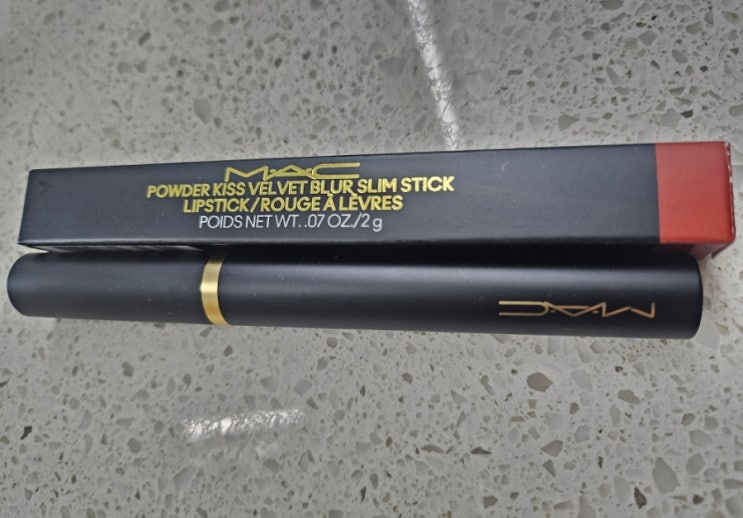 MAC
POWDER KISS VELVET BLUR SLIM STICK
LIPSTICK/ROUGE À LÈVRES
POIDS NET WT. .07 OZ./2 g
MAC